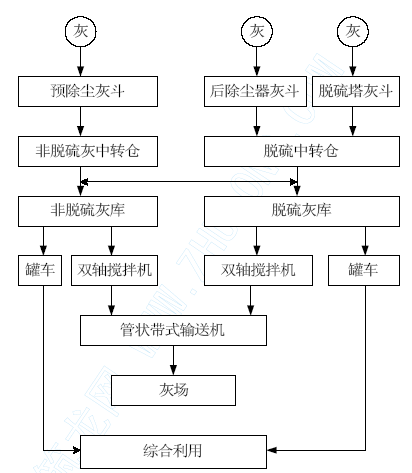 灰 灰 灰
预除尘灰斗 后除尘器灰斗 脱硫塔灰斗
非脱硫灰中转仓 脱硫中转仓
非脱硫灰库 脱硫灰库
罐车 双轴搅拌机 双轴搅拌机 罐车
管状带式输送机
灰场
综合利用